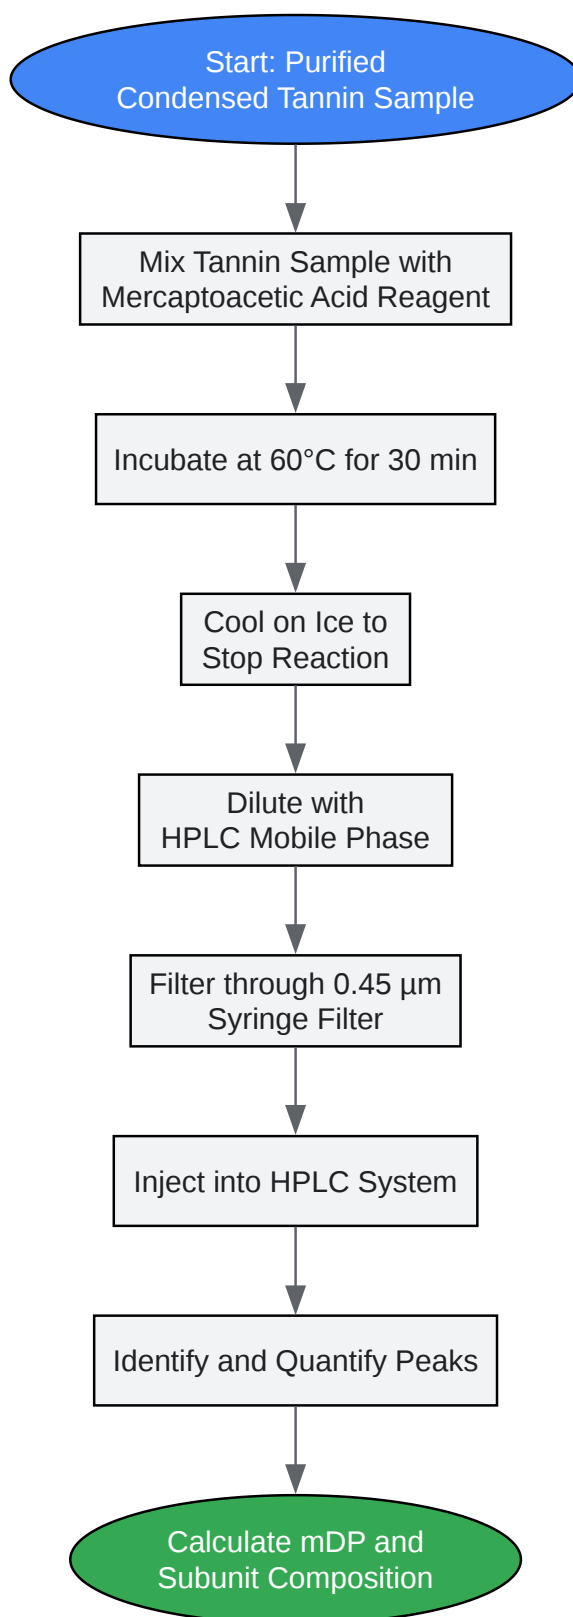 Start: Purified
Condensed Tannin Sample
Mix Tannin Sample with
Mercaptoacetic Acid Reagent
Incubate at 60°C for 30 min
Cool on Ice to
Stop Reaction
Dilute with
HPLC Mobile Phase
Filter through 0.45 µm
Syringe Filter
Inject into HPLC System
Identify and Quantify Peaks
Calculate mDP and
Subunit Composition